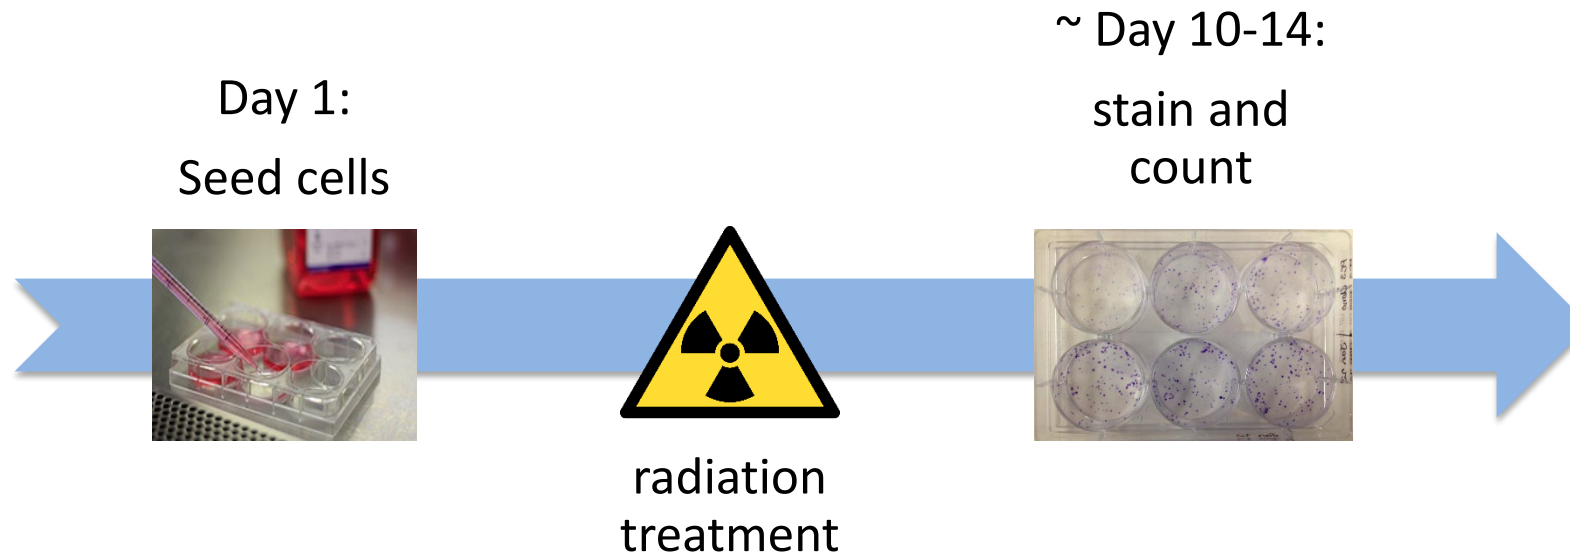 Day 1:
Seed cells
radiation
treatment
~ Day 10-14:
stain and
count